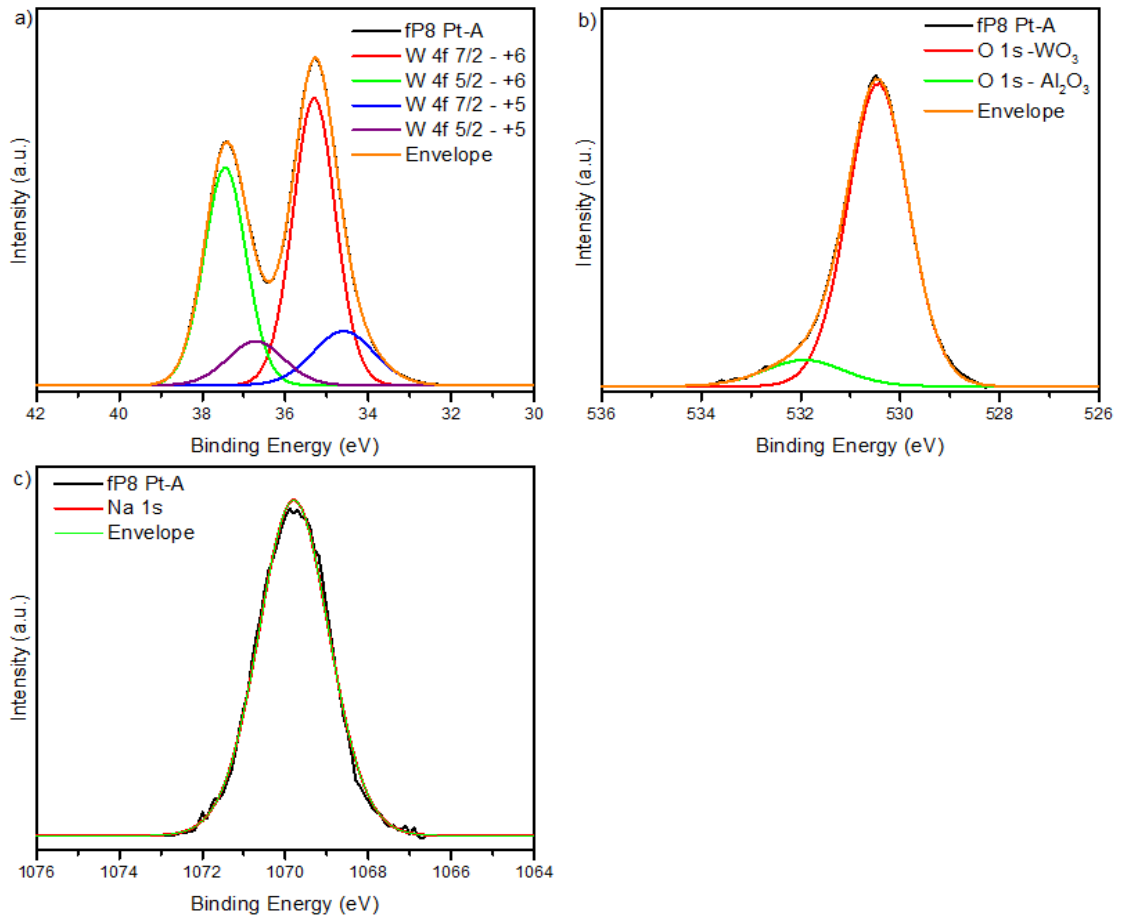 a)
fP8 Pt-A
W 4f 7/2 - +6
W 4f 5/2 - +6
W 4f 7/2 - +5
W 4f 5/2 - +5
Envelope
Intensity (a.u.)
42 40 38 36 34 32 30
Binding Energy (eV)
b)
fP8 Pt-A
O 1s -WO₃
O 1s - Al₂O₃
Envelope
Intensity (a.u.)
536 534 532 530 528 526
Binding Energy (eV)
c)
fP8 Pt-A
Na 1s
Envelope
Intensity (a.u.)
1076 1074 1072 1070 1068 1066 1064
Binding Energy (eV)